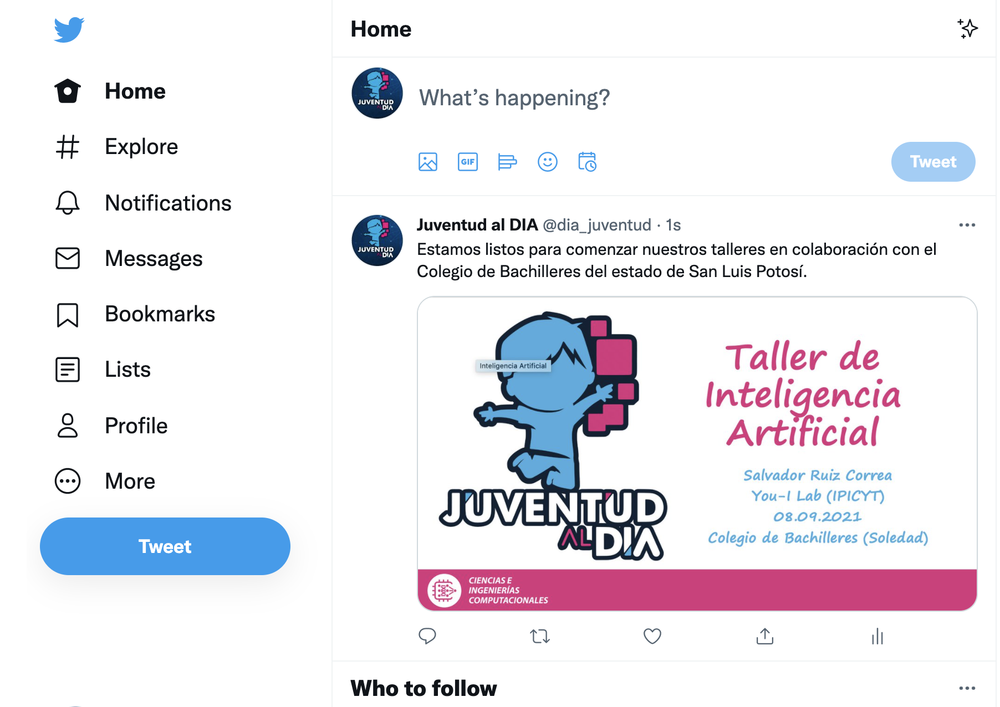 Home
Explore
Notifications
Messages
Bookmarks
Lists
Profile
More
Tweet
Home
JUVENTUD
AL DIA
What's happening?
GIF
Tweet
JUVENTUD
AL DIA
Juventud al DIA @dia_juventud · 1s
Estamos listos para comenzar nuestros talleres en colaboración con el
Colegio de Bachilleres del estado de San Luis Potosí.
Inteligencia Artificial
JUVENTUD
AL DIA
Taller de
Inteligencia
Artificial
Salvador Ruiz Correa
You-I Lab (IPICYT)
08.09.2021
Colegio de Bachilleres (Soledad)
CIENCIAS E
INGENIERÍAS
COMPUTACIONALES
Who to follow